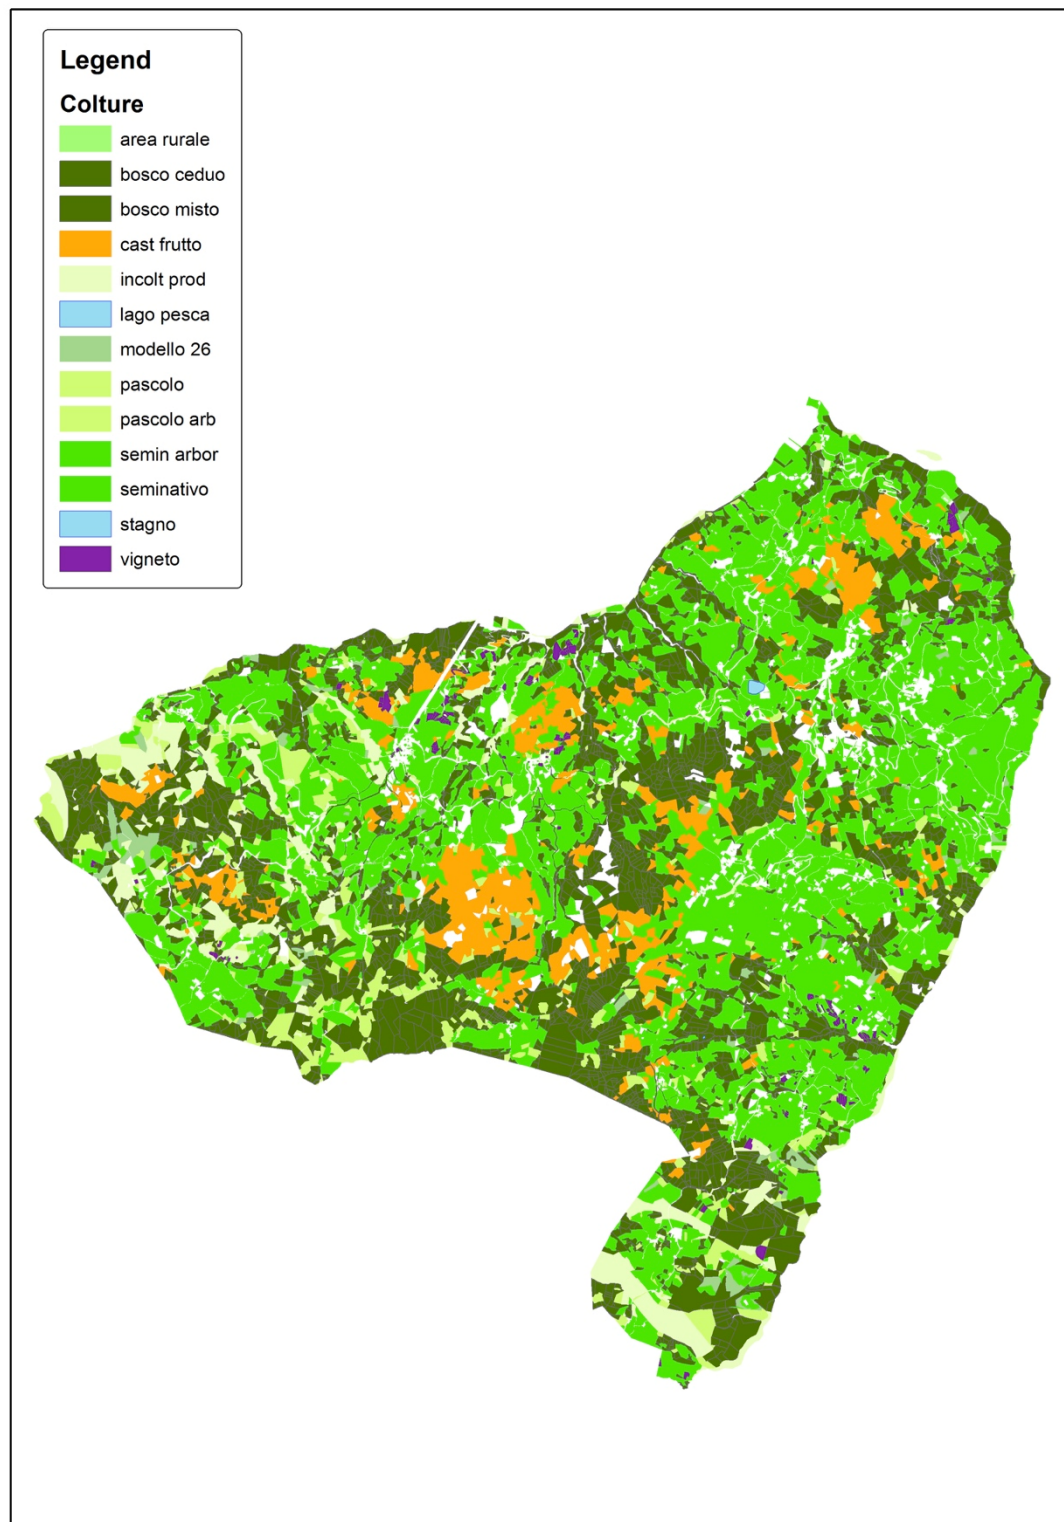 Legend
Colture
area rurale
bosco ceduo
bosco misto
cast frutto
incolt prod
lago pesca
modello 26
pascolo
pascolo arb
semin arbor
seminativo
stagno
vigneto